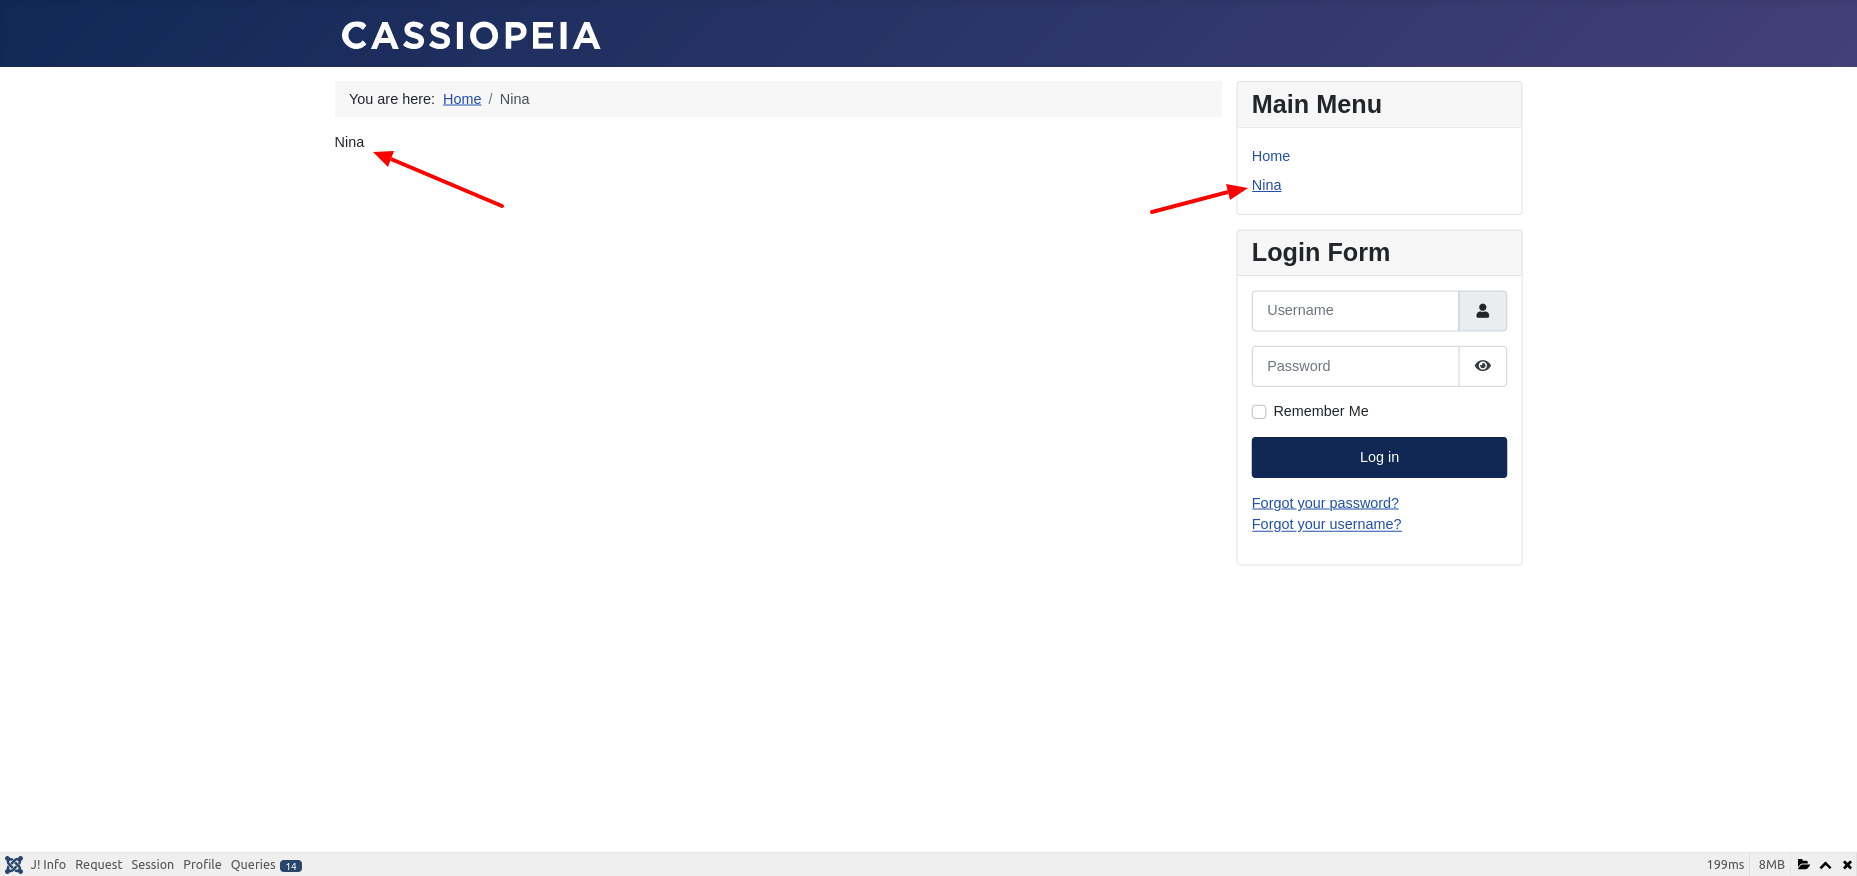 CASSIOPEIA
You are here: Home / Nina
Nina
Main Menu
Home
Nina
Login Form
Username
Password
Remember Me
Log in
Forgot your password?
Forgot your username?
J! Info Request Session Profile Queries 14
199ms 8MB